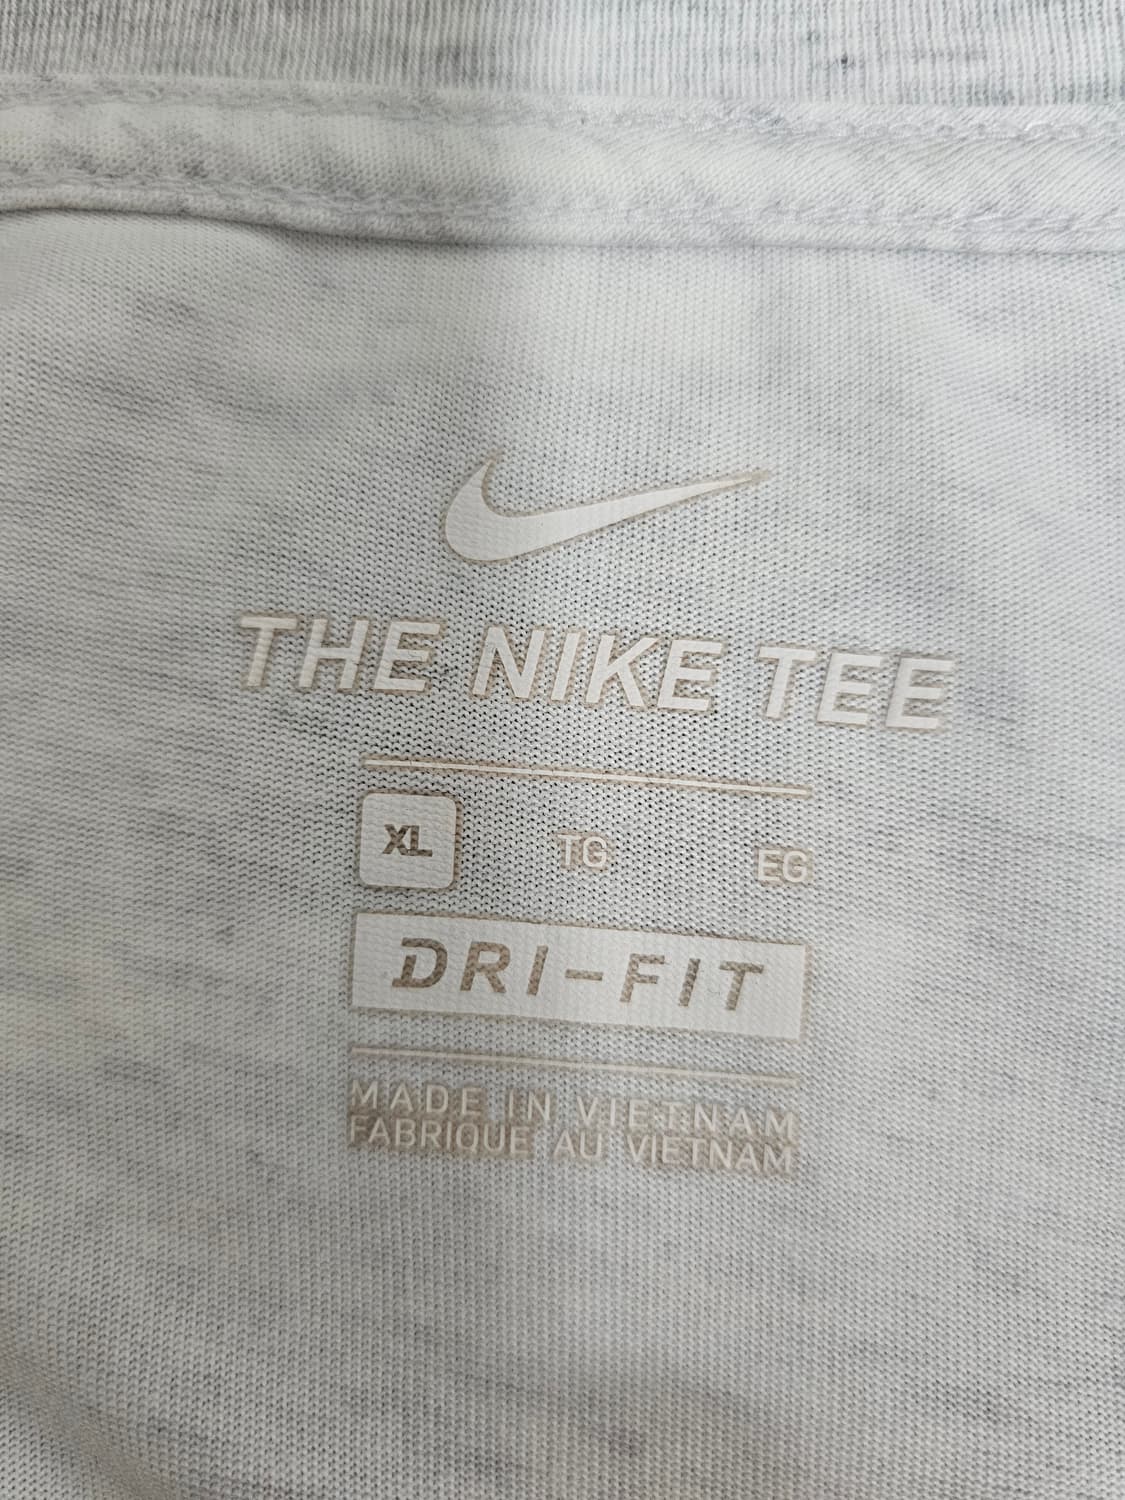 THE NIKE TEE
XL TG EG
DRI-FIT
MADE IN VIETNAM
FABRIQUE AU VIETNAM